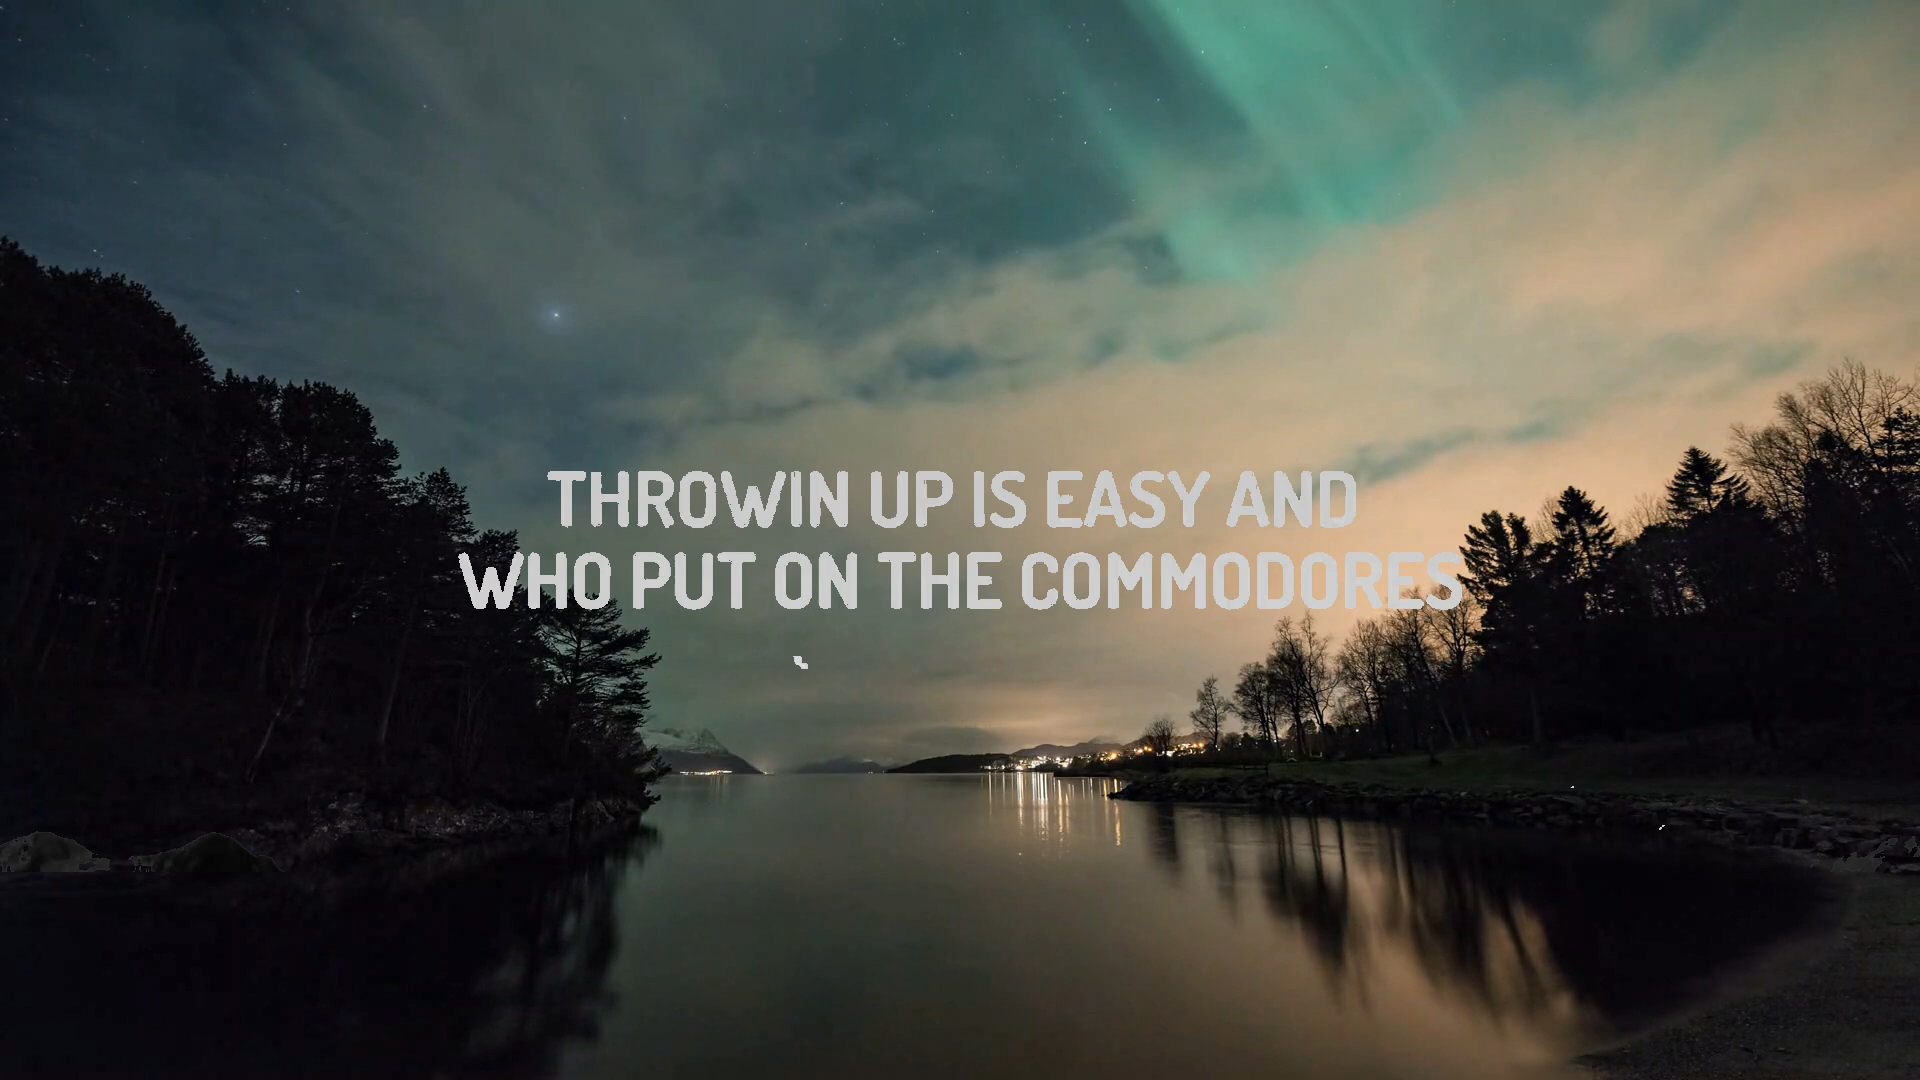 THROWIN UP IS EASY AND
WHO PUT ON THE COMMODORES